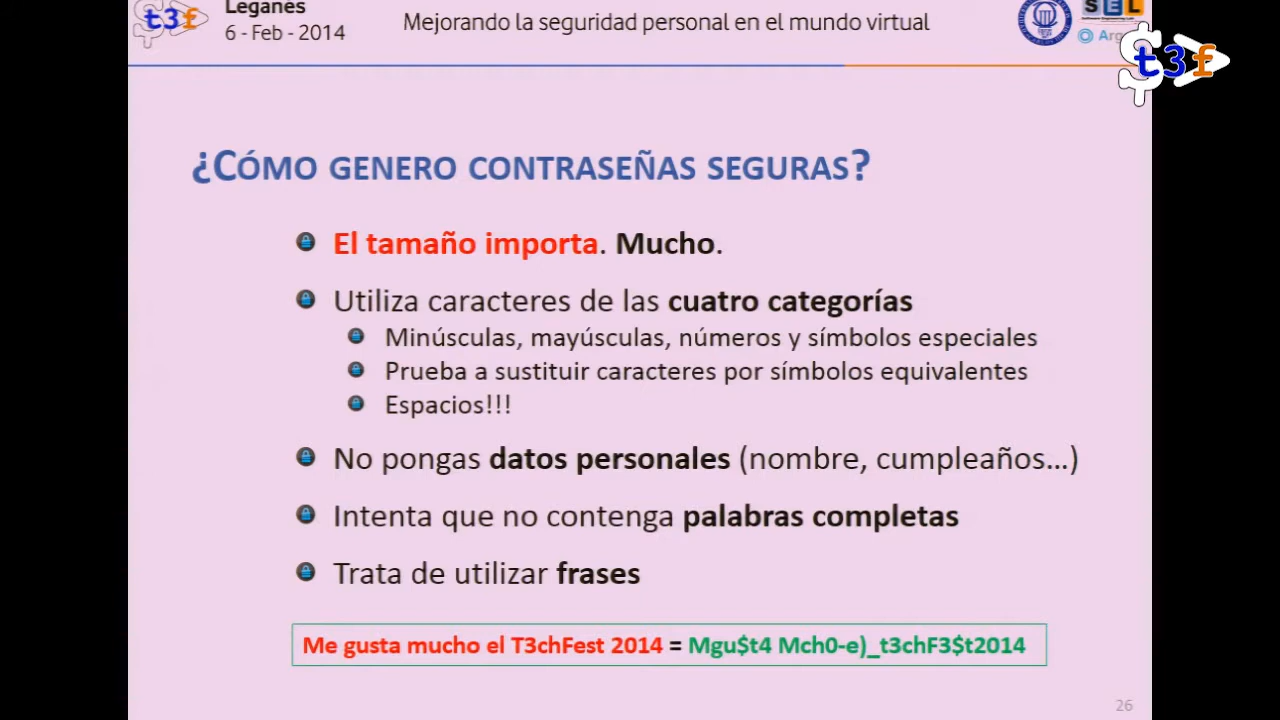 Leganés
6 - Feb - 2014
Mejorando la seguridad personal en el mundo virtual
t3f
SEL
t3f
¿CÓMO GENERO CONTRASEÑAS SEGURAS?
El tamaño importa. Mucho.
Utiliza caracteres de las cuatro categorías
Minúsculas, mayúsculas, números y símbolos especiales
Prueba a sustituir caracteres por símbolos equivalentes
Espacios!!!
No pongas datos personales (nombre, cumpleaños...)
Intenta que no contenga palabras completas
Trata de utilizar frases
Me gusta mucho el T3chFest 2014 = Mgu$t4 Mch0-e)_t3chF3$t2014
26